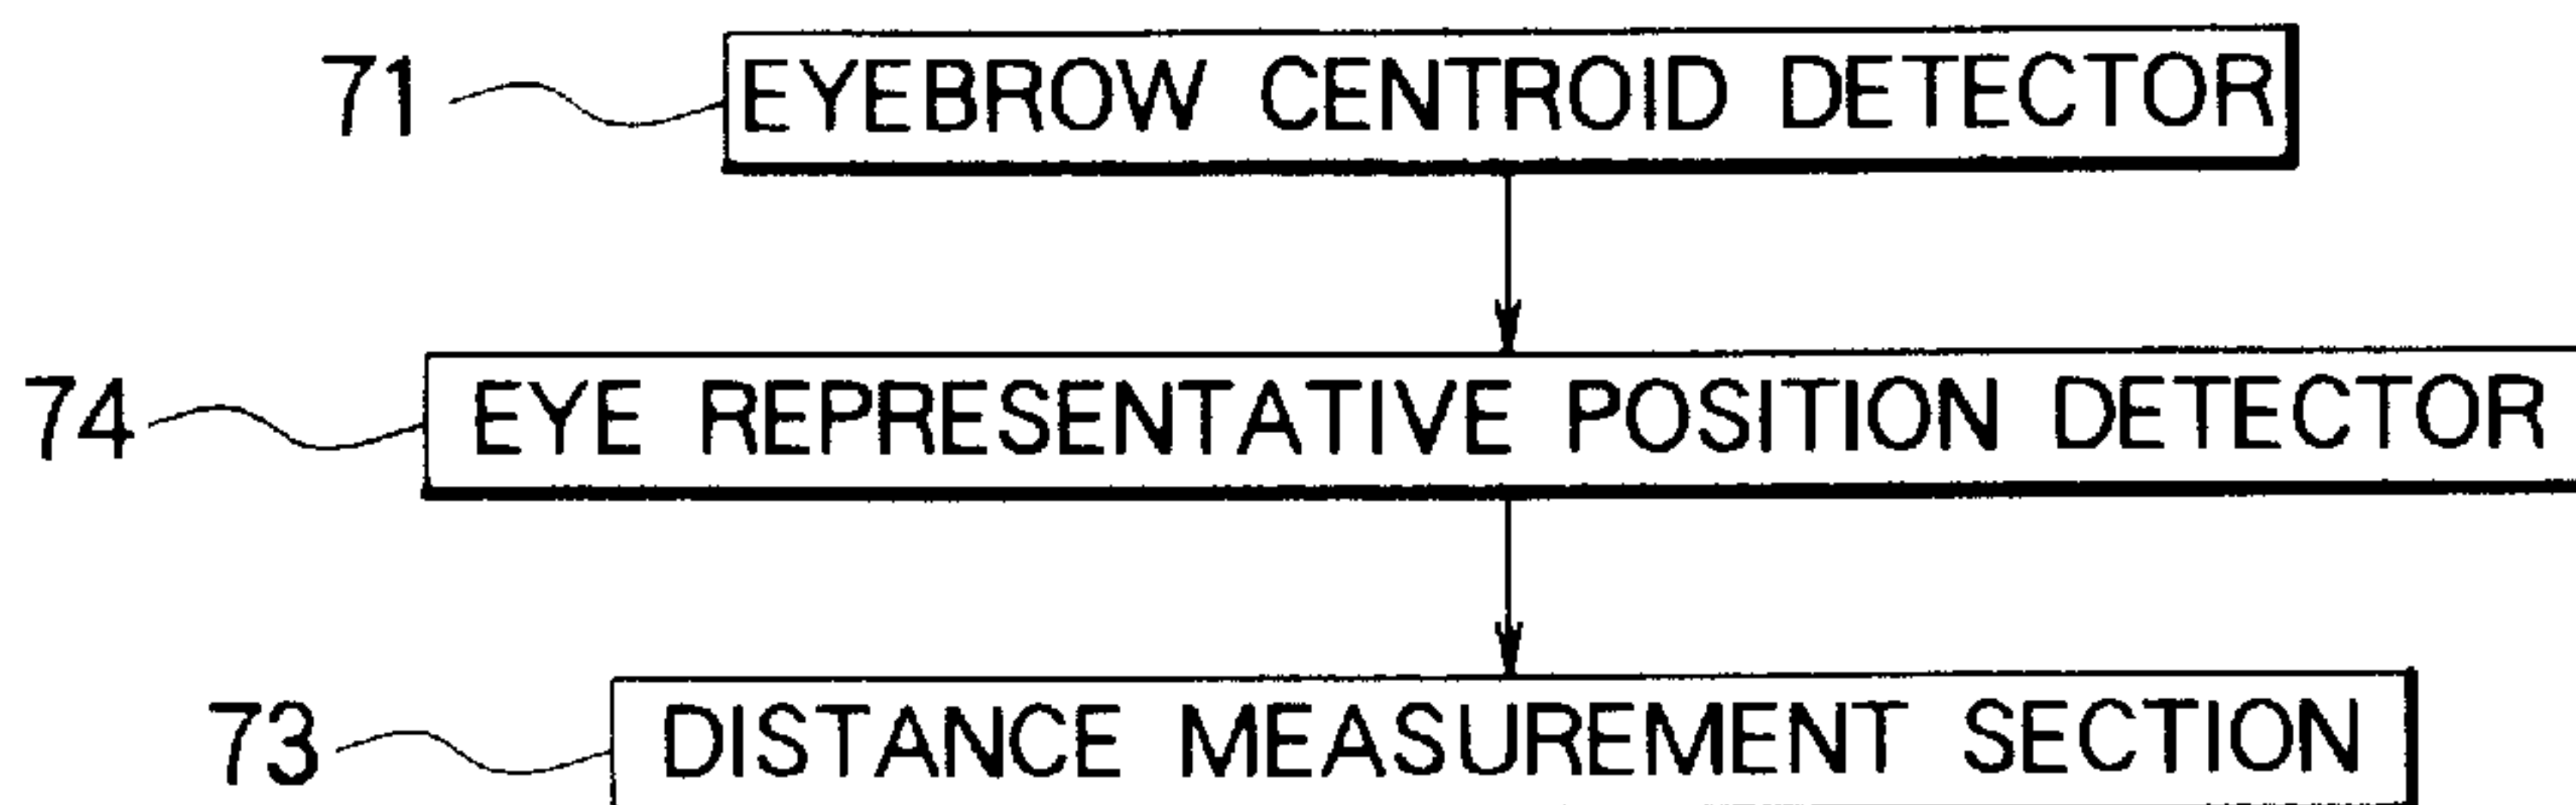 71 EYEBROW CENTROID DETECTOR
74 EYE REPRESENTATIVE POSITION DETECTOR
73 DISTANCE MEASUREMENT SECTION